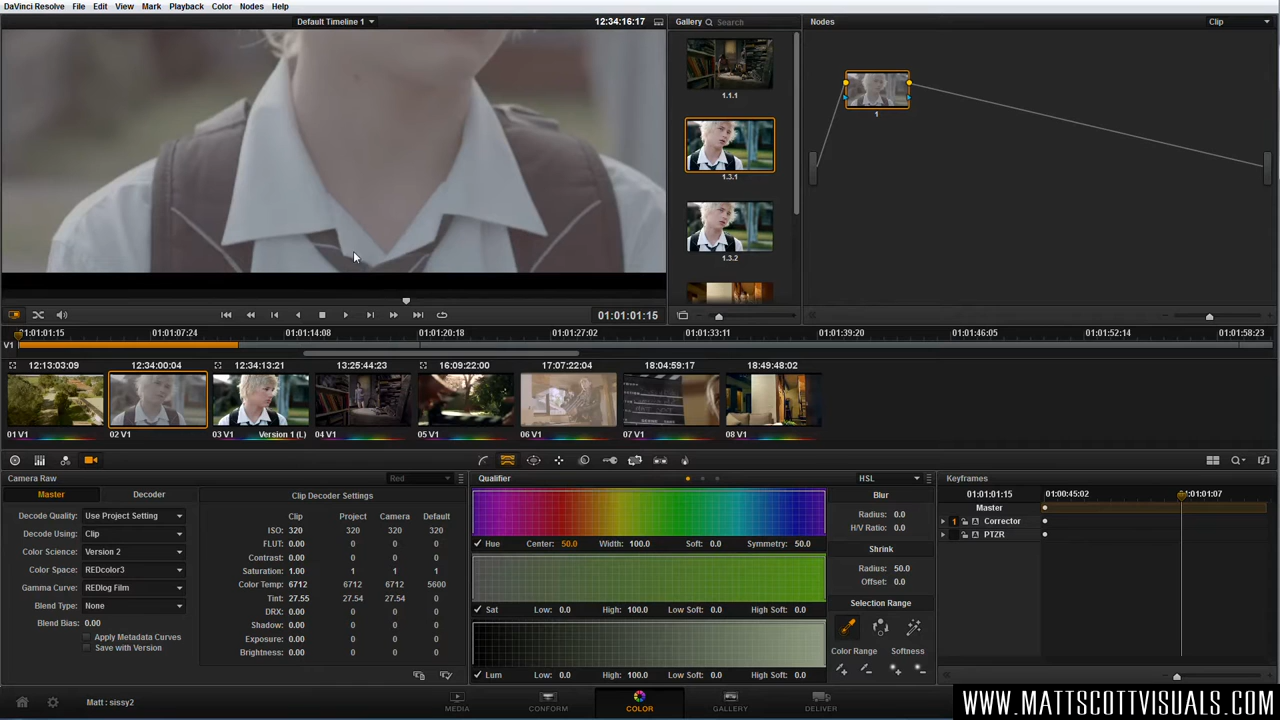 DaVinci Resolve File Edit View Mark Playback Color Nodes Help
Default Timeline 1 12:34:16:17 Gallery Search Nodes Clip
1.1.1
1
1.3.1
1.3.2
01:01:01:15
01:01:01:15 01:01:07:24 01:01:14:08 01:01:20:18 01:01:27:02 01:01:33:11 01:01:39:20 01:01:46:05 01:01:52:14 01:01:58:23
V1
12:13:03:09 12:34:00:04 12:34:13:21 13:25:44:23 16:09:22:00 17:07:22:04 18:04:59:17 18:49:48:02
01 V1 02 V1 03 V1 Version 1 (L) 04 V1 05 V1 06 V1 07 V1 08 V1
Camera Raw Red Qualifier HSL Keyframes
Master Decoder Clip Decoder Settings Blur 01:01:01:15 01:00:45:02 01:01:01:07
Master
Decode Quality: Use Project Setting Clip Project Camera Default Radius: 0.0
Corrector
1
H/V Ratio: 0.0
PTZR
Decode Using: Clip ISO: 320 320 320 320
Hue Center: 50.0 Width: 100.0 Soft: 0.0 Symmetry: 50.0
Color Science: Version 2 FLUT: 0.00 0 0 0
Shrink
Contrast: 0.00 0 0 0
Color Space: REDcolor3 Saturation: 1.00 1 1 1
Radius: 50.0
Gamma Curve: REDlog Film Color Temp: 6712 6712 6712 5600
Offset: 0.0
Blend Type: None Tint: 27.55 27.54 27.54 0
Selection Range
Sat Low: 0.0 High: 100.0 Low Soft: 0.0 High Soft: 0.0
DRX: 0.00 0 0 0
Blend Bias: 0.00 Shadow: 0.00 0 0 0
Apply Metadata Curves Exposure: 0.00 0 0 0
Save with Version Brightness: 0.00 0 0 0
Color Range Softness
Lum Low: 0.0 High: 100.0 Low Soft: 0.0 High Soft: 0.0
Matt : sissy2 MEDIA CONFORM COLOR GALLERY DELIVER
WWW.MATTSCOTTVISUALS.COM